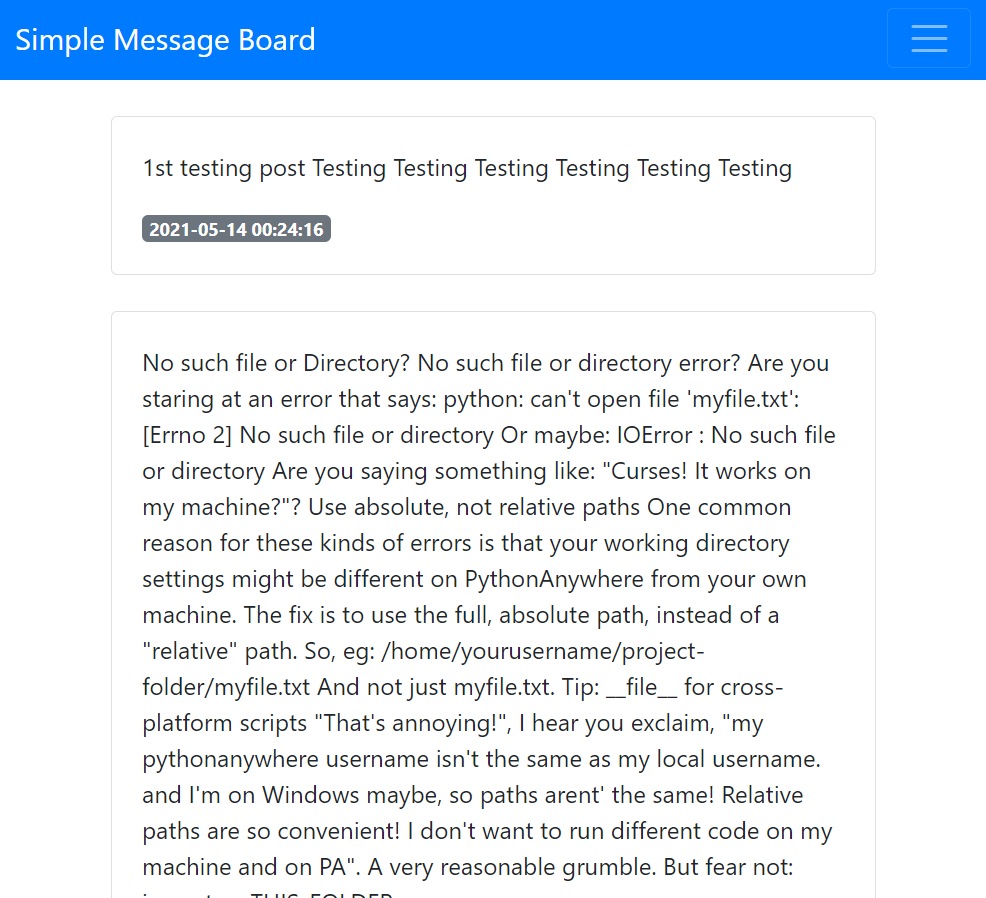 Simple Message Board
1st testing post Testing Testing Testing Testing Testing Testing
2021-05-14 00:24:16
No such file or Directory? No such file or directory error? Are you
staring at an error that says: python: can't open file 'myfile.txt':
[Errno 2] No such file or directory Or maybe: IOError : No such file
or directory Are you saying something like: "Curses! It works on
my machine?"? Use absolute, not relative paths One common
reason for these kinds of errors is that your working directory
settings might be different on PythonAnywhere from your own
machine. The fix is to use the full, absolute path, instead of a
"relative" path. So, eg: /home/yourusername/project-
folder/myfile.txt And not just myfile.txt. Tip: __file__ for cross-
platform scripts "That's annoying!", I hear you exclaim, "my
pythonanywhere username isn't the same as my local username.
and I'm on Windows maybe, so paths arent' the same! Relative
paths are so convenient! I don't want to run different code on my
machine and on PA". A very reasonable grumble. But fear not: